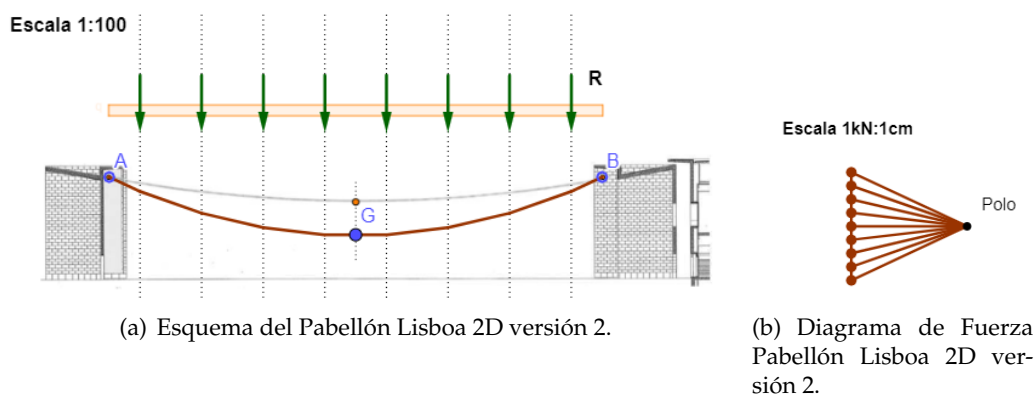 Escala 1:100
R
A
B
G
(a) Esquema del Pabellón Lisboa 2D versión 2.
Escala 1kN:1cm
Polo
(b) Diagrama de Fuerza
Pabellón Lisboa 2D ver-
sión 2.